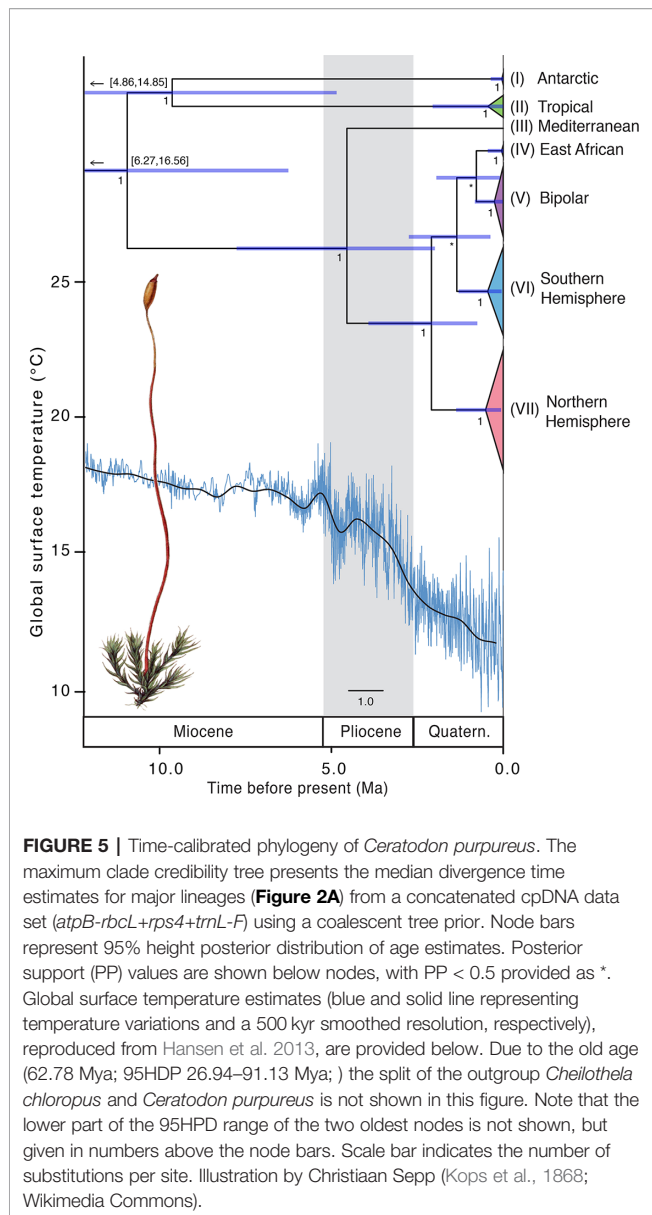 ← [4.86,14.85]
1
1
(I) Antarctic
1
(II) Tropical
(III) Mediterranean
← [6.27,16.56]
1
(IV) East African
1
*
(V) Bipolar
1
*
1
25
(VI) Southern
Hemisphere
1
1
20
(VII) Northern
Hemisphere
1
15
10
Global surface temperature (°C)
1.0
Miocene
Pliocene
Quatern.
10.0
5.0
0.0
Time before present (Ma)
FIGURE 5 | Time-calibrated phylogeny of Ceratodon purpureus. The
maximum clade credibility tree presents the median divergence time
estimates for major lineages (Figure 2A) from a concatenated cpDNA data
set (atpB-rbcL+rps4+trnL-F) using a coalescent tree prior. Node bars
represent 95% height posterior distribution of age estimates. Posterior
support (PP) values are shown below nodes, with PP < 0.5 provided as *.
Global surface temperature estimates (blue and solid line representing
temperature variations and a 500 kyr smoothed resolution, respectively),
reproduced from Hansen et al. 2013, are provided below. Due to the old age
(62.78 Mya; 95HDP 26.94–91.13 Mya; ) the split of the outgroup Cheilothela
chloropus and Ceratodon purpureus is not shown in this figure. Note that the
lower part of the 95HPD range of the two oldest nodes is not shown, but
given in numbers above the node bars. Scale bar indicates the number of
substitutions per site. Illustration by Christiaan Sepp (Kops et al., 1868;
Wikimedia Commons).